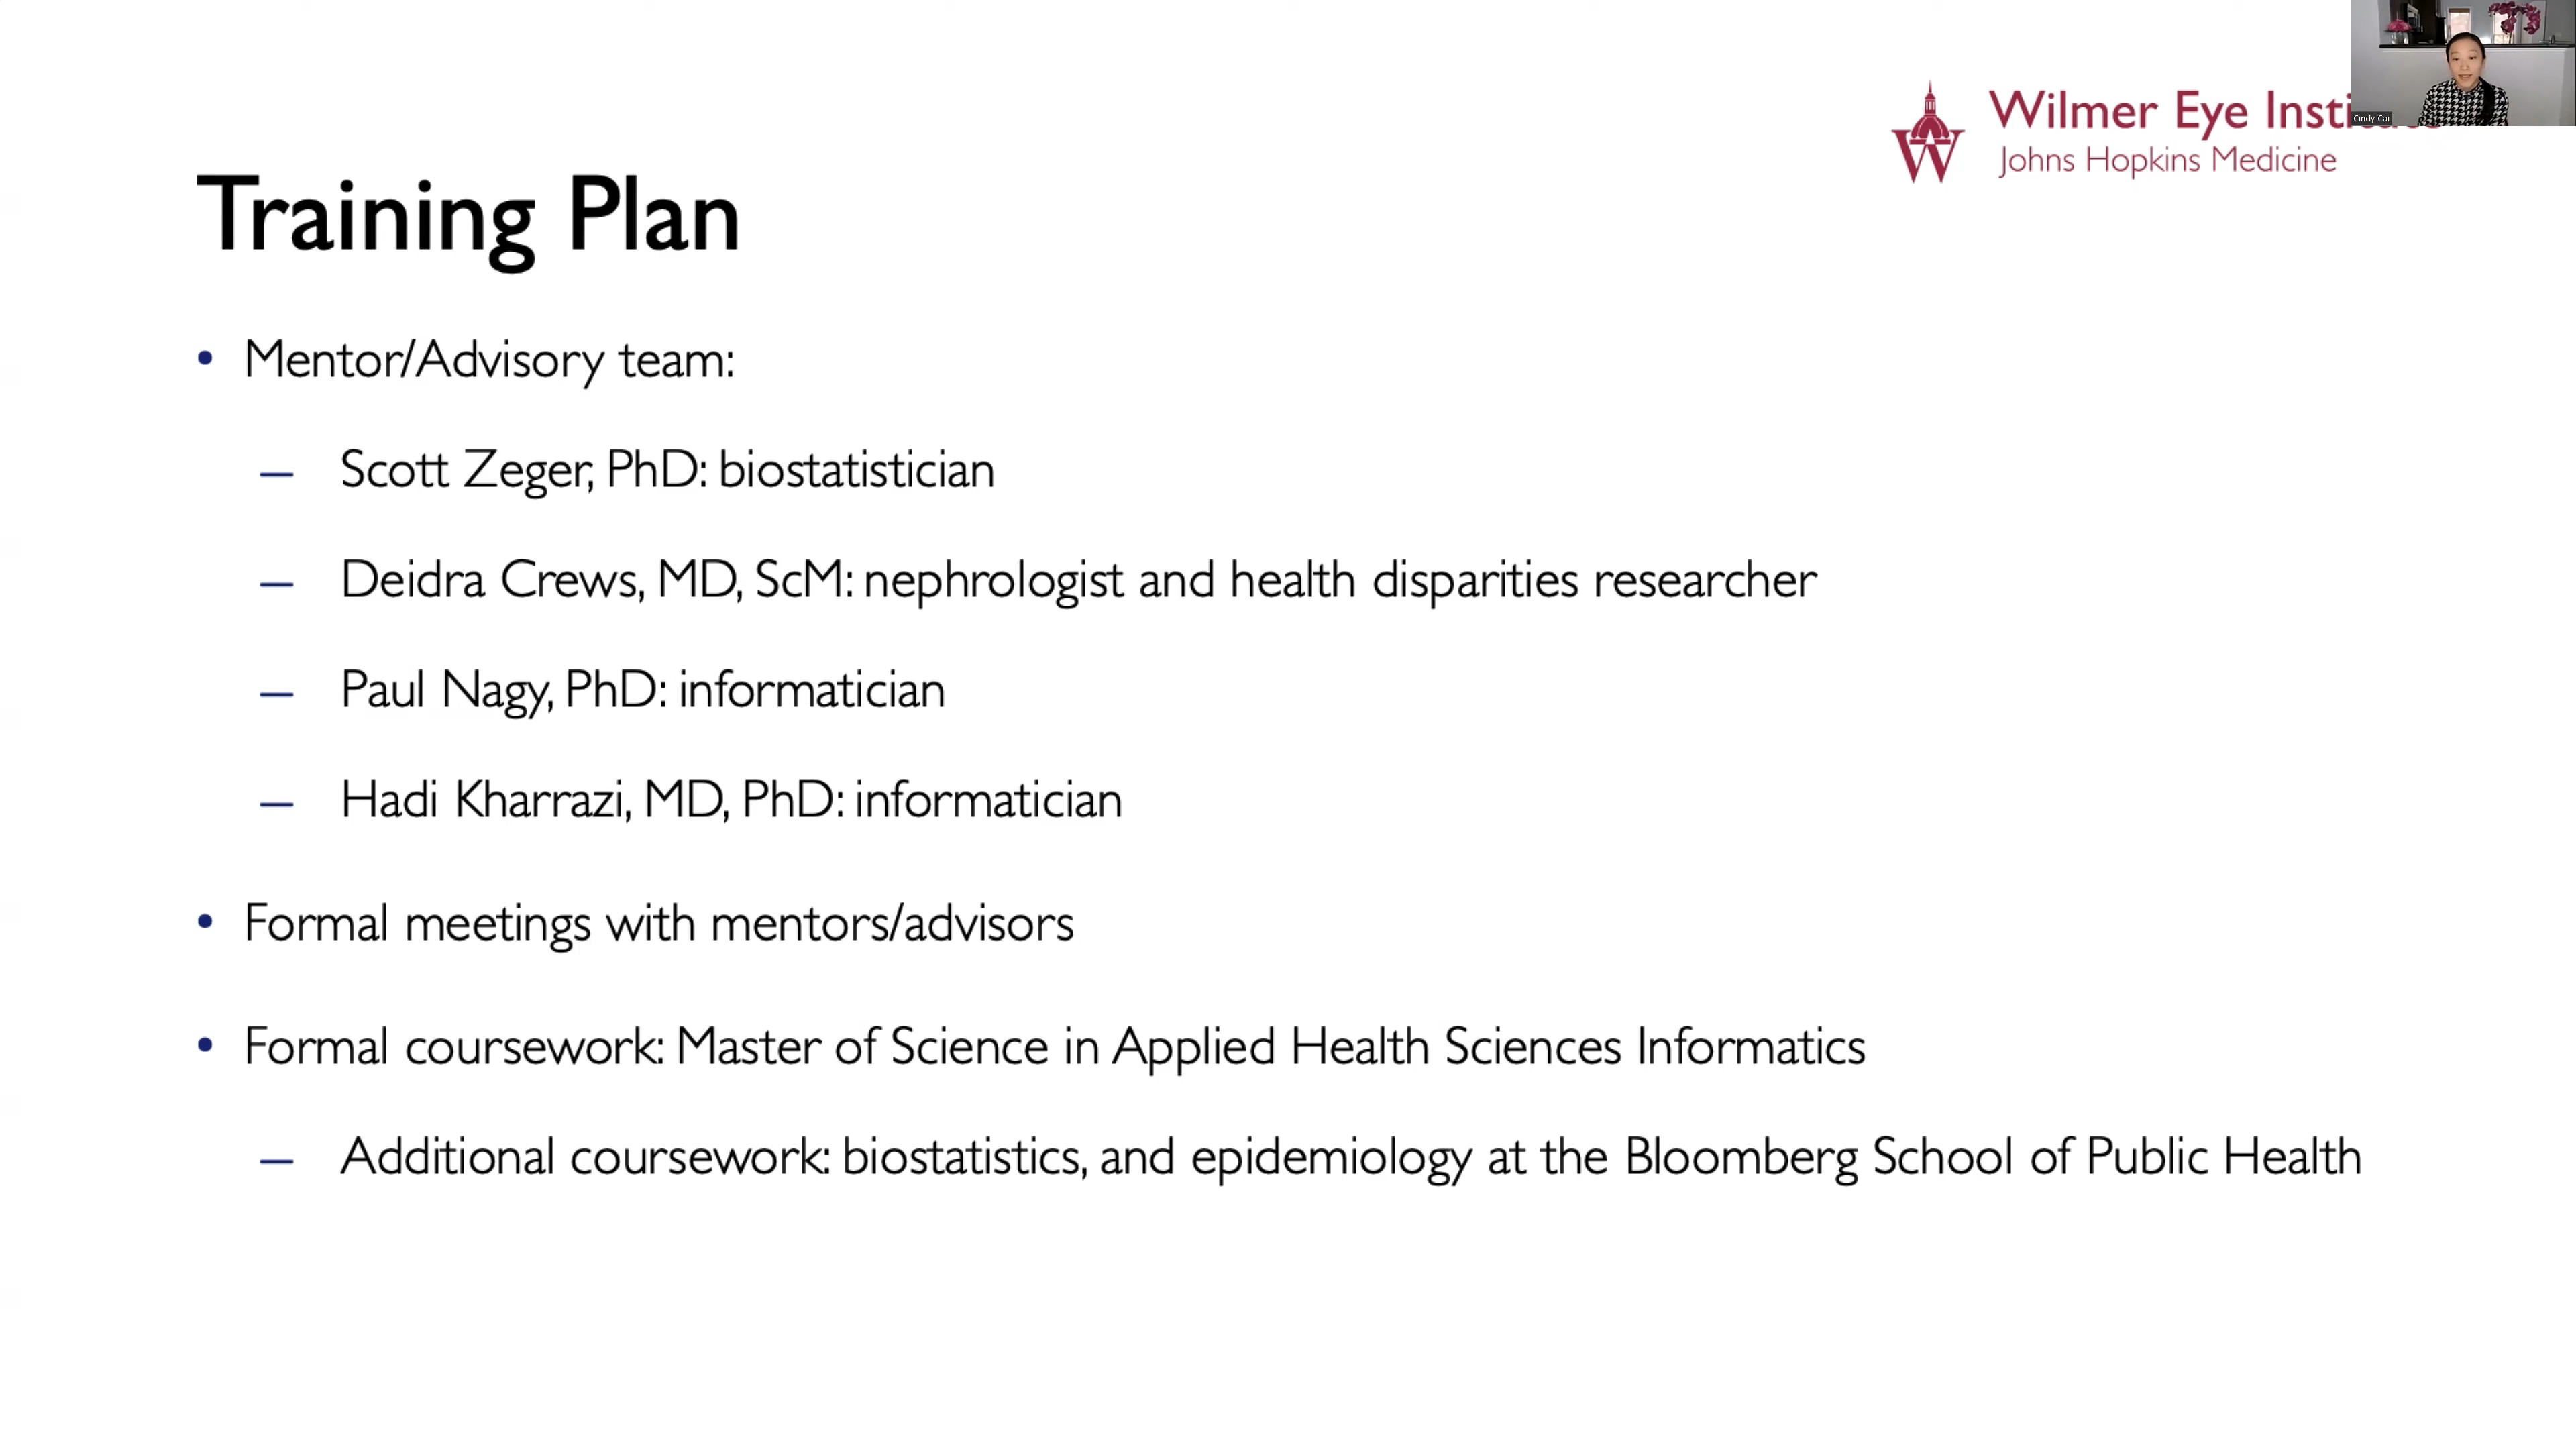 Wilmer Eye Insti
Cindy Cai
Johns Hopkins Medicine
Training Plan
• Mentor/Advisory team:
– Scott Zeger, PhD: biostatistician
– Deidra Crews, MD, ScM: nephrologist and health disparities researcher
– Paul Nagy, PhD: informatician
– Hadi Kharrazi, MD, PhD: informatician
• Formal meetings with mentors/advisors
• Formal coursework: Master of Science in Applied Health Sciences Informatics
– Additional coursework: biostatistics, and epidemiology at the Bloomberg School of Public Health